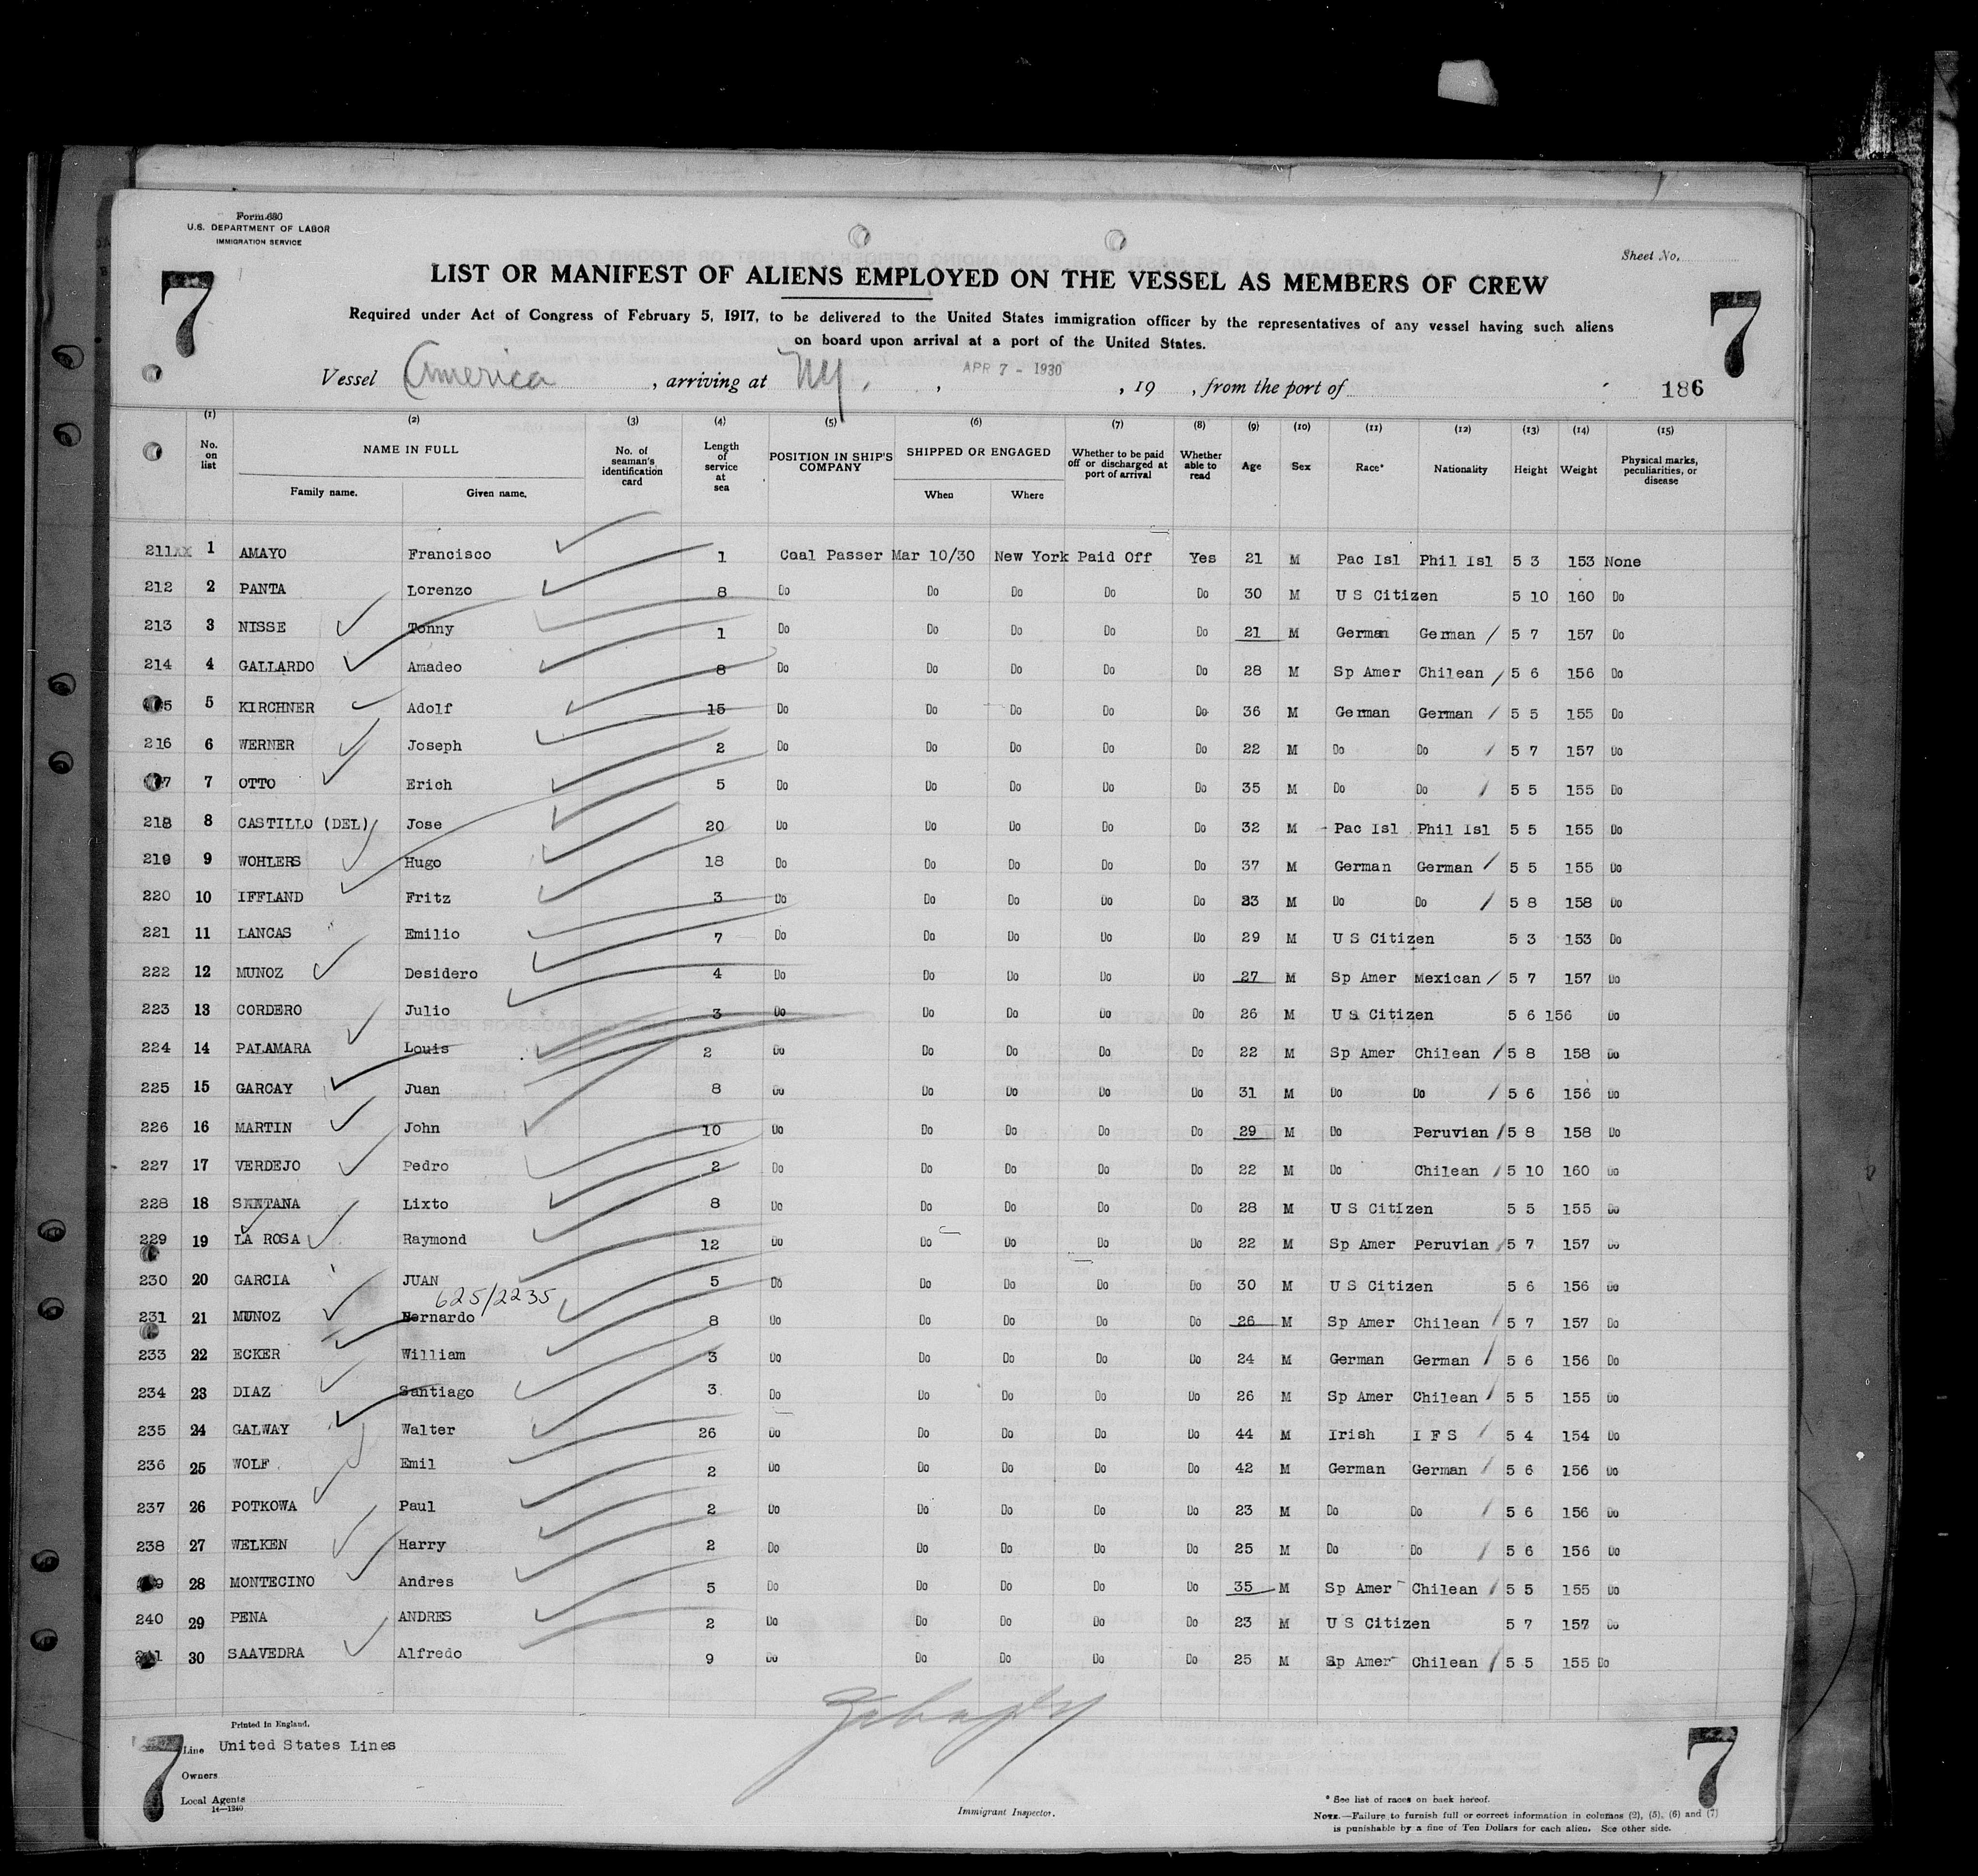 Form 680
U.S. DEPARTMENT OF LABOR
IMMIGRATION SERVICE
Sheet No.
7 7
LIST OR MANIFEST OF ALIENS EMPLOYED ON THE VESSEL AS MEMBERS OF CREW
Required under Act of Congress of February 5, 1917, to be delivered to the United States immigration officer by the representatives of any vessel having such aliens
on board upon arrival at a port of the United States.
Vessel America , arriving at NY. , APR 7 - 1930 , 19 , from the port of 186
(1) (2) (3) (4) (5) (6) (7) (8) (9) (10) (11) (12) (13) (14) (15)
No. on list NAME IN FULL Family name. Given name. No. of seaman's identification card Length of service at sea POSITION IN SHIP'S COMPANY SHIPPED OR ENGAGED When Where Whether to be paid off or discharged at port of arrival Whether able to read Age Sex Race* Nationality Height Weight Physical marks, peculiarities, or disease
211xx 1 AMAYO Francisco 1 Coal Passer Mar 10/30 New York Paid Off Yes 21 M Pac Isl Phil Isl 5 3 153 None
212 2 PANTA Lorenzo 8 Do Do Do Do Do 30 M U S Citizen 5 10 160 Do
213 3 NISSE Tonny 1 Do Do Do Do Do 21 M German German 5 7 157 Do
214 4 GALLARDO Amadeo 8 Do Do Do Do Do 28 M Sp Amer Chilean 5 6 156 Do
5 5 KIRCHNER Adolf 15 Do Do Do Do Do 36 M German German 5 5 155 Do
216 6 WERNER Joseph 2 Do Do Do Do Do 22 M Do Do 5 7 157 Do
7 7 OTTO Erich 5 Do Do Do Do Do 35 M Do Do 5 5 155 Do
218 8 CASTILLO (DEL) Jose 20 Do Do Do Do Do 32 M Pac Isl Phil Isl 5 5 155 Do
219 9 WOHLERS Hugo 18 Do Do Do Do Do 37 M German German 5 5 155 Do
220 10 IFFLAND Fritz 3 Do Do Do Do Do 23 M Do Do 5 8 158 Do
221 11 LANCAS Emilio 7 Do Do Do Do Do 29 M U S Citizen 5 3 153 Do
222 12 MUNOZ Desidero 4 Do Do Do Do Do 27 M Sp Amer Mexican 5 7 157 Do
223 13 CORDERO Julio 3 Do Do Do Do Do 26 M U S Citizen 5 6 156 Do
224 14 PALAMARA Louis 2 Do Do Do Do Do 22 M Sp Amer Chilean 5 8 158 Do
225 15 GARCAY Juan 8 Do Do Do Do Do 31 M Do Do 5 6 156 Do
226 16 MARTIN John 10 Do Do Do Do Do 29 M Do Peruvian 5 8 158 Do
227 17 VERDEJO Pedro 2 Do Do Do Do Do 22 M Do Chilean 5 10 160 Do
228 18 SANTANA Lixto 8 Do Do Do Do Do 28 M U S Citizen 5 5 155 Do
229 19 LA ROSA Raymond 12 Do Do Do Do Do 22 M Sp Amer Peruvian 5 7 157 Do
230 20 GARCIA JUAN 5 Do Do Do Do Do 30 M U S Citizen 5 6 156 Do
625/2235
231 21 MUNOZ Bernardo 8 Do Do Do Do Do 26 M Sp Amer Chilean 5 7 157 Do
233 22 ECKER William 3 Do Do Do Do Do 24 M German German 5 6 156 Do
234 23 DIAZ Santiago 3 Do Do Do Do Do 26 M Sp Amer Chilean 5 5 155 Do
235 24 GALWAY Walter 26 Do Do Do Do Do 44 M Irish I F S 5 4 154 Do
236 25 WOLF Emil 2 Do Do Do Do Do 42 M German German 5 6 156 Do
237 26 POTKOWA Paul 2 Do Do Do Do Do 23 M Do Do 5 6 156 Do
238 27 WELKEN Harry 2 Do Do Do Do Do 25 M Do Do 5 6 156 Do
28 MONTECINO Andres 5 Do Do Do Do Do 35 M Sp Amer Chilean 5 5 155 Do
240 29 PENA ANDRES 2 Do Do Do Do Do 23 M U S Citizen 5 7 157 Do
30 SAAVEDRA Alfredo 9 Do Do Do Do Do 25 M Sp Amer Chilean 5 5 155 Do
Printed in England.
7 7
Line United States Lines
Owners
Local Agents
14—1240
Immigrant Inspector.
* See list of races on back hereof.
NOTE.—Failure to furnish full or correct information in columns (2), (5), (6) and (7)
is punishable by a fine of Ten Dollars for each alien. See other side.